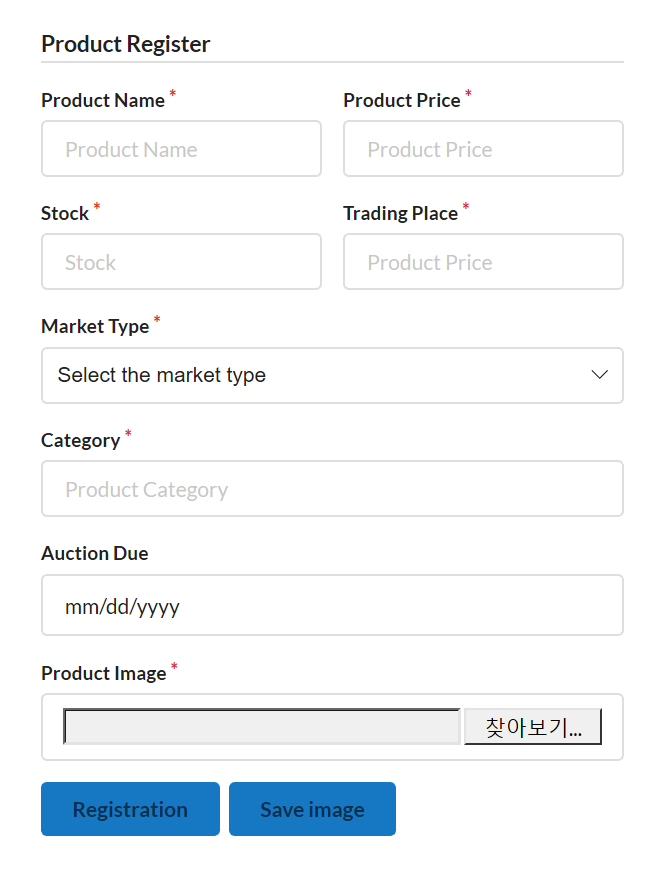 Product Register
Product Name * Product Price *
Product Name Product Price
Stock * Trading Place *
Stock Product Price
Market Type *
Select the market type
Category *
Product Category
Auction Due
mm/dd/yyyy
Product Image *
찾아보기...
Registration Save image